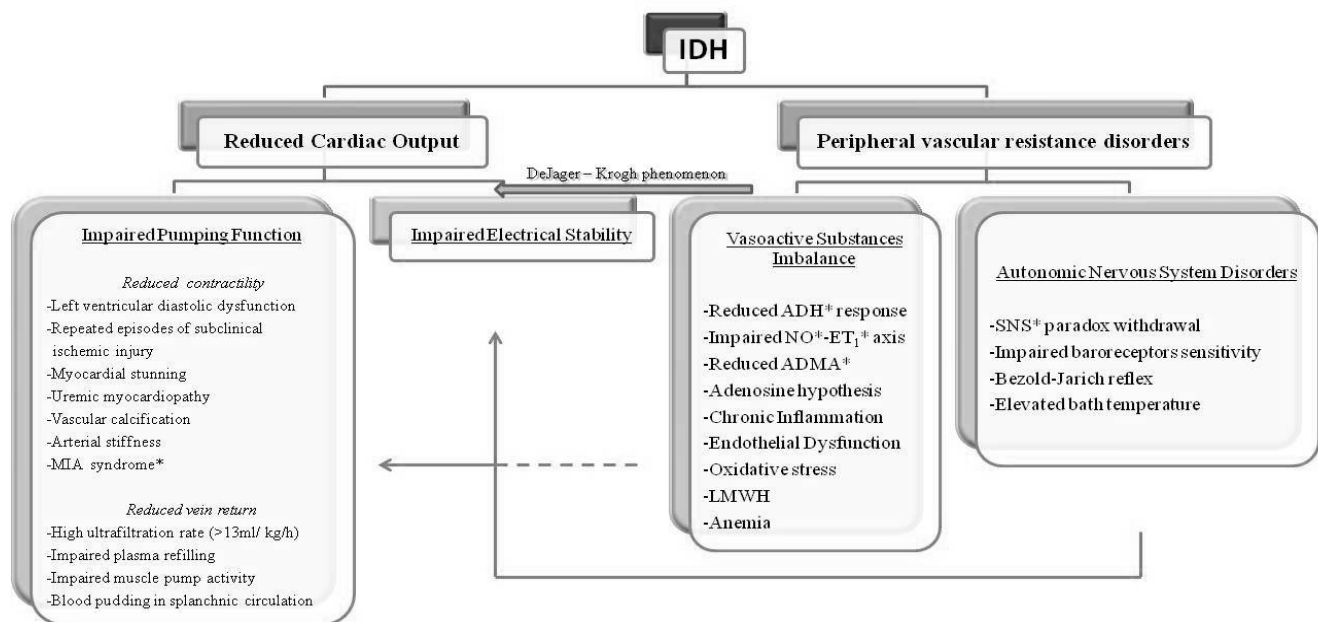 IDH
Reduced Cardiac Output
Peripheral vascular resistance disorders
DeJager – Krogh phenomenon
Impaired Pumping Function
Reduced contractility
-Left ventricular diastolic dysfunction
-Repeated episodes of subclinical
ischemic injury
-Myocardial stunning
-Uremic myocardiopathy
-Vascular calcification
-Arterial stiffness
-MIA syndrome*
Reduced vein return
-High ultrafiltration rate (>13ml/ kg/h)
-Impaired plasma refilling
-Impaired muscle pump activity
-Blood pudding in splanchnic circulation
Impaired Electrical Stability
Vasoactive Substances
Imbalance
-Reduced ADH* response
-Impaired NO*-ET₁* axis
-Reduced ADMA*
-Adenosine hypothesis
-Chronic Inflammation
-Endothelial Dysfunction
-Oxidative stress
-LMWH
-Anemia
Autonomic Nervous System Disorders
-SNS* paradox withdrawal
-Impaired baroreceptors sensitivity
-Bezold-Jarich reflex
-Elevated bath temperature